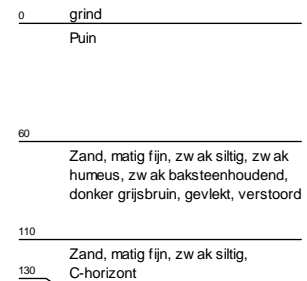 0 grind
Puin
60
Zand, matig fijn, zwak siltig, zwak
humeus, zwak baksteenhoudend,
donker grijsbruin, gevlekt, verstoord
110
Zand, matig fijn, zwak siltig,
130 C-horizont